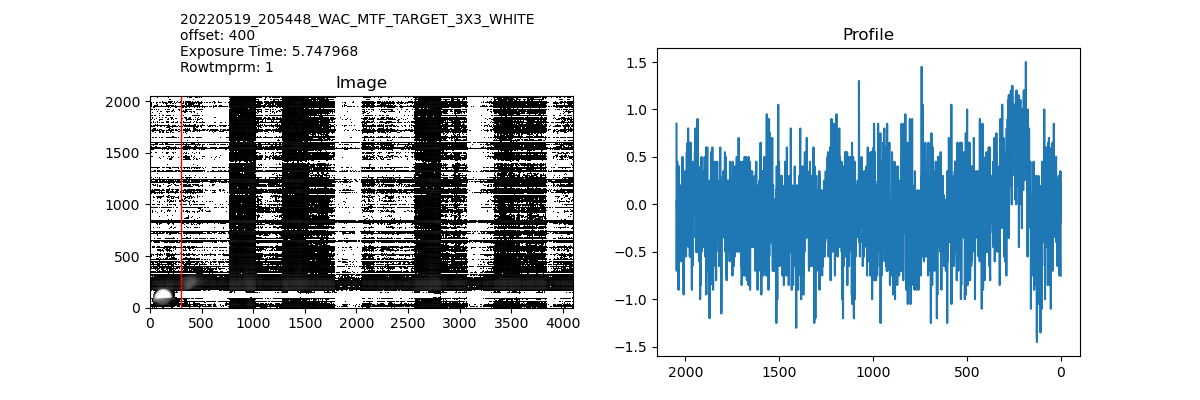 20220519_205448_WAC_MTF_TARGET_3X3_WHITE
offset: 400
Exposure Time: 5.747968
Rowtmprm: 1
Image
2000
1500
1000
500
0
0 500 1000 1500 2000 2500 3000 3500 4000
Profile
1.5
1.0
0.5
0.0
−0.5
−1.0
−1.5
2000 1500 1000 500 0